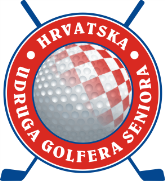 • HRVATSKA •
UDRUGA GOLFERA SENIORA